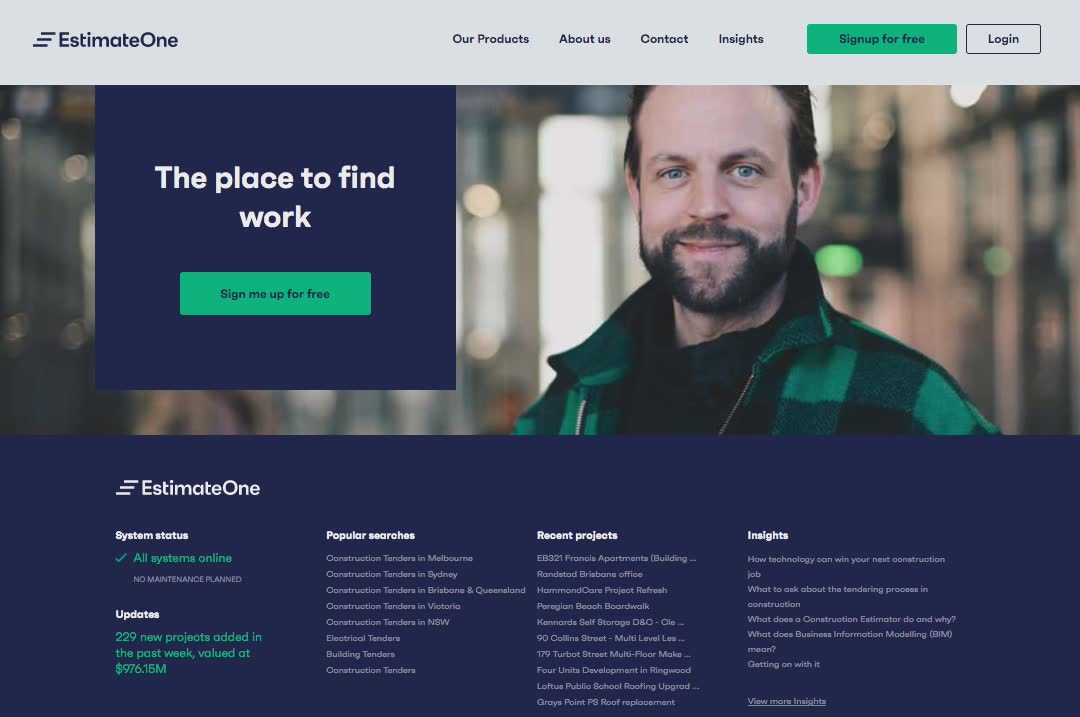 EstimateOne
Our Products
About us
Contact
Insights
Signup for free
Login
The place to find
work
Sign me up for free
EstimateOne
System status
All systems online
NO MAINTENANCE PLANNED
Updates
229 new projects added in
the past week, valued at
$976.15M
Popular searches
Construction Tenders in Melbourne
Construction Tenders in Sydney
Construction Tenders in Brisbane & Queensland
Construction Tenders in Victoria
Construction Tenders in NSW
Electrical Tenders
Building Tenders
Construction Tenders
Recent projects
EB321 Francis Apartments (Building ...
Randstad Brisbane office
HammondCare Project Refresh
Peregian Beach Boardwalk
Kennards Self Storage D&C - Cle ...
90 Collins Street - Multi Level Les ...
179 Turbot Street Multi-Floor Make ...
Four Units Development in Ringwood
Loftus Public School Roofing Upgrad ...
Grays Point PS Roof replacement
Insights
How technology can win your next construction
job
What to ask about the tendering process in
construction
What does a Construction Estimator do and why?
What does Business Information Modelling (BIM)
mean?
Getting on with it
View more Insights